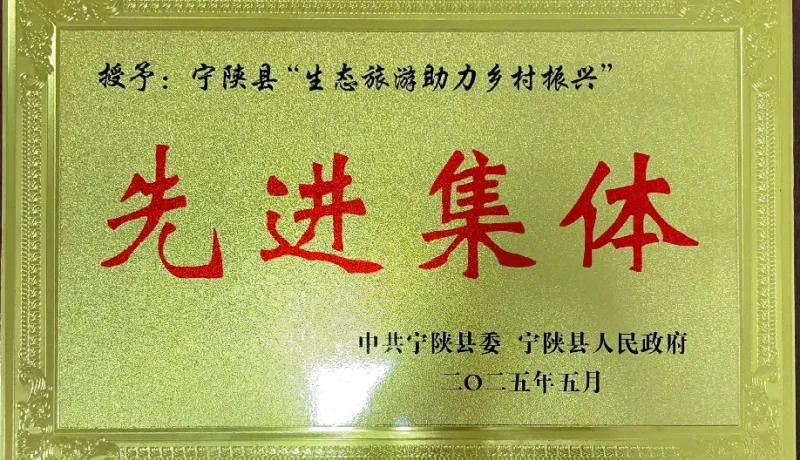 授予：宁陕县“生态旅游助力乡村振兴”
先进集体
中共宁陕县委 宁陕县人民政府
二〇二五年五月